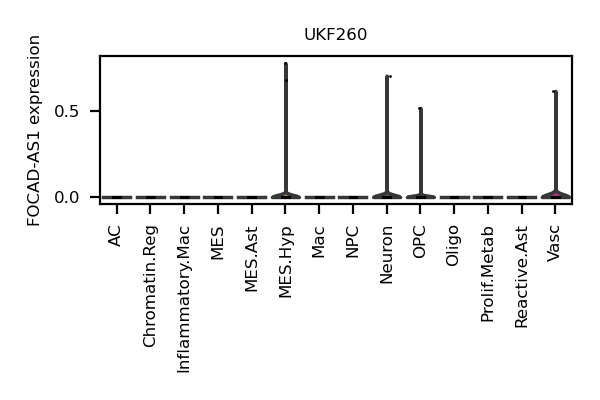 UKF260
FOCAD-AS1 expression
0.5
0.0
AC
Chromatin.Reg
Inflammatory.Mac
MES
MES.Ast
MES.Hyp
Mac
NPC
Neuron
OPC
Oligo
Prolif.Metab
Reactive.Ast
Vasc